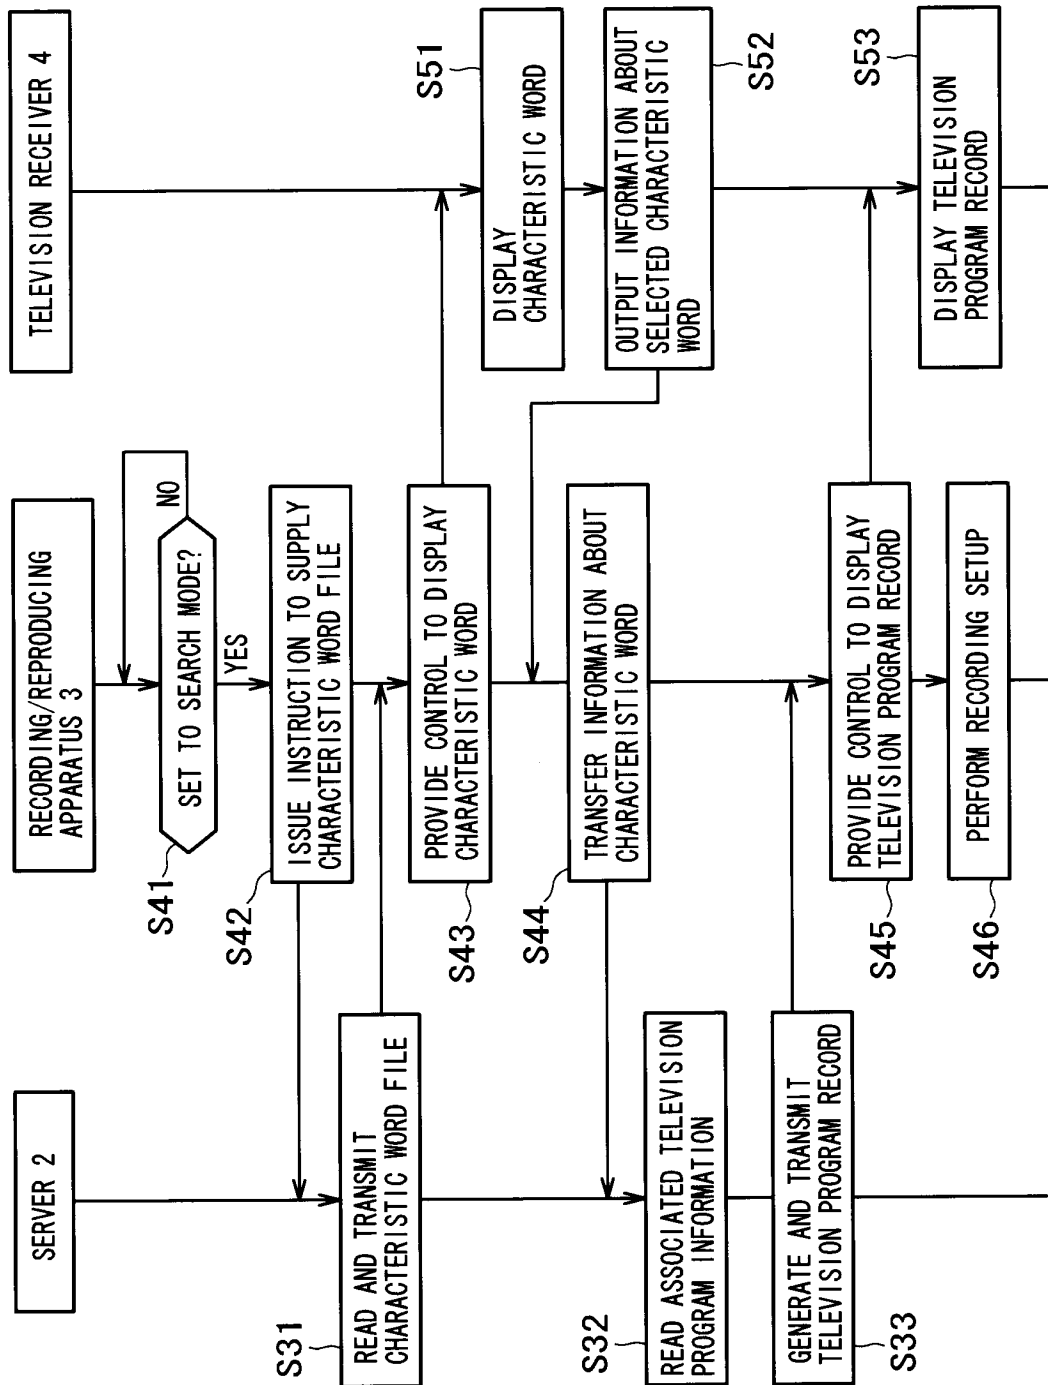 SERVER 2
RECORDING/REPRODUCING
APPARATUS 3
TELEVISION RECEIVER 4
S41
SET TO SEARCH MODE?
NO
YES
S42
ISSUE INSTRUCTION TO SUPPLY
CHARACTERISTIC WORD FILE
S31
READ AND TRANSMIT
CHARACTERISTIC WORD FILE
S43
PROVIDE CONTROL TO DISPLAY
CHARACTERISTIC WORD
S51
DISPLAY
CHARACTERISTIC WORD
S52
OUTPUT INFORMATION ABOUT
SELECTED CHARACTERISTIC
WORD
S44
TRANSFER INFORMATION ABOUT
CHARACTERISTIC WORD
S32
READ ASSOCIATED TELEVISION
PROGRAM INFORMATION
S33
GENERATE AND TRANSMIT
TELEVISION PROGRAM RECORD
S45
PROVIDE CONTROL TO DISPLAY
TELEVISION PROGRAM RECORD
S53
DISPLAY TELEVISION
PROGRAM RECORD
S46
PERFORM RECORDING SETUP